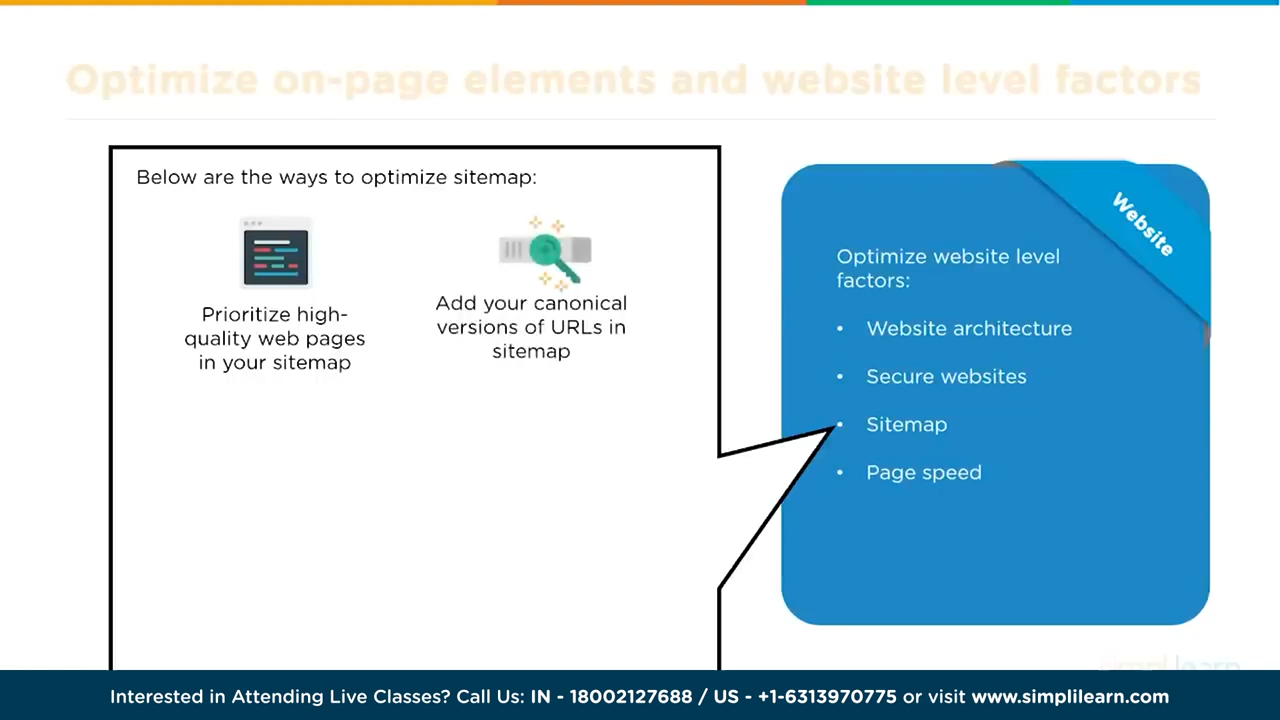 Optimize on-page elements and website level factors
Below are the ways to optimize sitemap:
Prioritize high-
quality web pages
in your sitemap
Add your canonical
versions of URLs in
sitemap
Website
Optimize website level
factors:
• Website architecture
• Secure websites
• Sitemap
• Page speed
simplilearn
Interested in Attending Live Classes? Call Us: IN - 18002127688 / US - +1-6313970775 or visit www.simplilearn.com